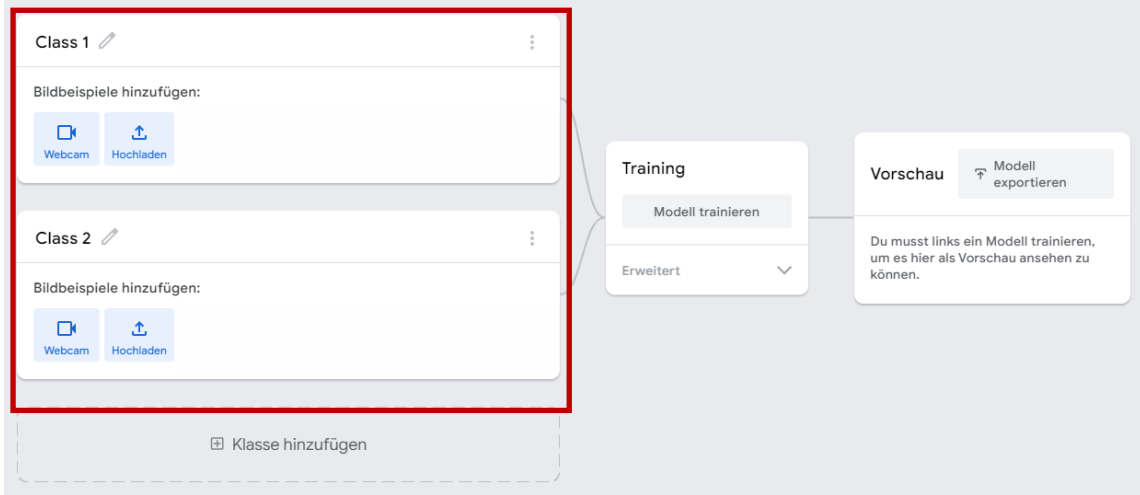 Class 1
Bildbeispiele hinzufügen:
Webcam
Hochladen
Class 2
Bildbeispiele hinzufügen:
Webcam
Hochladen
Klasse hinzufügen
Training
Modell trainieren
Erweitert
Vorschau
Modell
exportieren
Du musst links ein Modell trainieren,
um es hier als Vorschau ansehen zu
können.